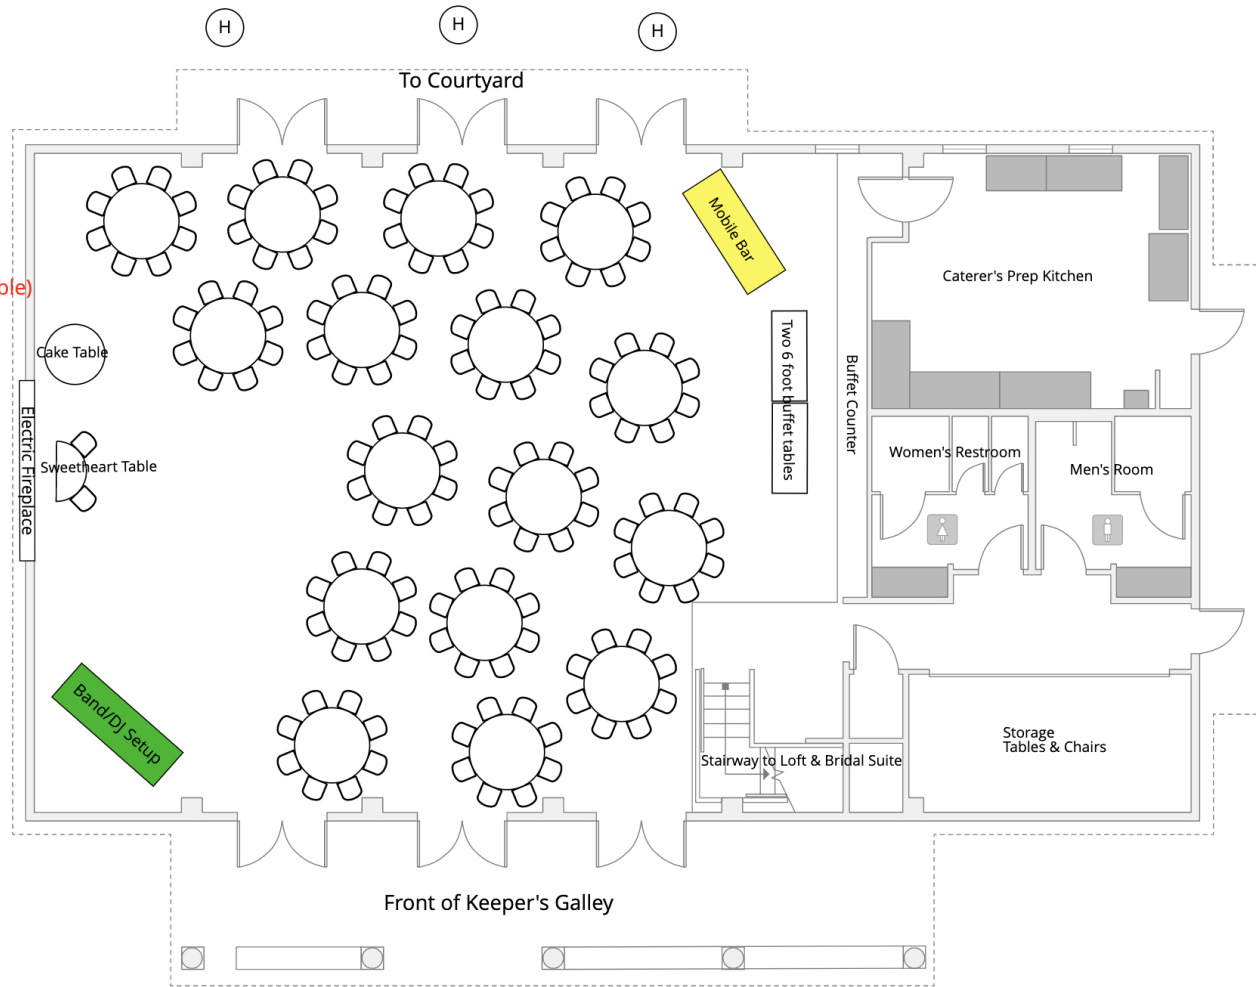 H
H
H
To Courtyard
Mobile Bar
Caterer's Prep Kitchen
ble)
Cake Table
Two 6 foot buffet tables
Buffet Counter
Electric Fireplace
Sweetheart Table
Women's Restroom
Men's Room
Band/DJ Setup
Storage
Tables & Chairs
Stairway to Loft & Bridal Suite
Front of Keeper's Galley